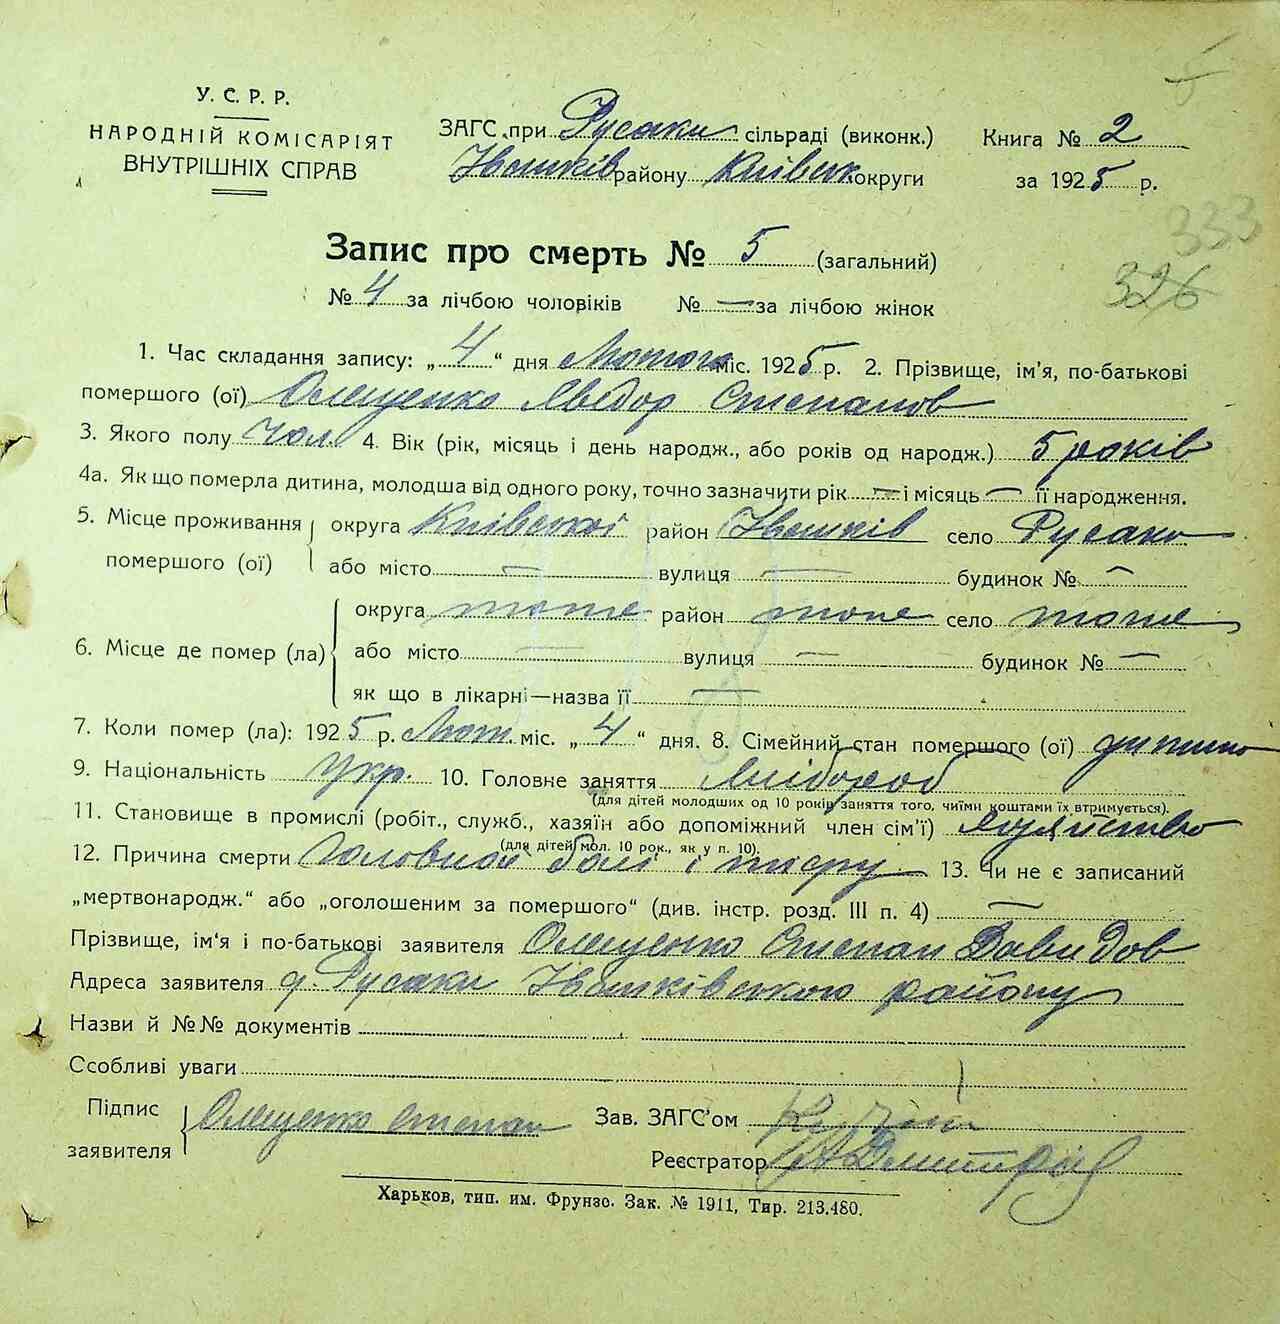 5
У. С. Р. Р.
НАРОДНІЙ КОМІСАРІЯТ
ВНУТРІШНІХ СПРАВ
ЗАГС при Русаки сільраді (виконк.)
Івашків району Київськ округи
Книга № 2
за 1925 р.
333
326
Запис про смерть № 5 (загальний)
№ 4 за лічбою чоловіків № — за лічбою жінок
1. Час складання запису: „ 4 “ дня Лютого міс. 1925 р. 2. Прізвище, ім'я, по-батькові
помершого (ої) Олещенко Явдор Степанов
3. Якого полу Чол. 4. Вік (рік, місяць і день народж., або років од народж.) 5 років
4а. Як що померла дитина, молодша від одного року, точно зазначити рік — і місяць — її народження.
5. Місце проживання помершого (ої) округа Київської район Івашків село Русаки
або місто — вулиця — будинок № —
6. Місце де помер (ла) округа тоже район тоже село тоже
або місто — вулиця — будинок № —
як що в лікарні—назва її —
7. Коли помер (ла): 1925 р. Лют. міс. „ 4 “ дня. 8. Сімейний стан помершого (ої) дитина
9. Національність Укр. 10. Головне заняття Хлібороб
(для дітей молодших од 10 років заняття того, чиїми коштами їх втримується).
11. Становище в промислі (робіт., служб., хазяїн або допоміжний член сім'ї)
(для дітей мол. 10 рок., як у п. 10).
12. Причина смерти Головной болі і 13. Чи не є записаний
„мертвонародж.“ або „оголошеним за помершого“ (див. інстр. розд. III п. 4) —
Прізвище, ім'я і по-батькові заявителя Олещенко Степан Давидов
Адреса заявителя д. Русаки Івашківського району
Назви й №№ документів
Особливі уваги
Підпис заявителя Олещенко Степан
Зав. ЗАГС'ом
Реєстратор
Харьков, тип. им. Фрунзе. Зак. № 1911, Тир. 213.480.